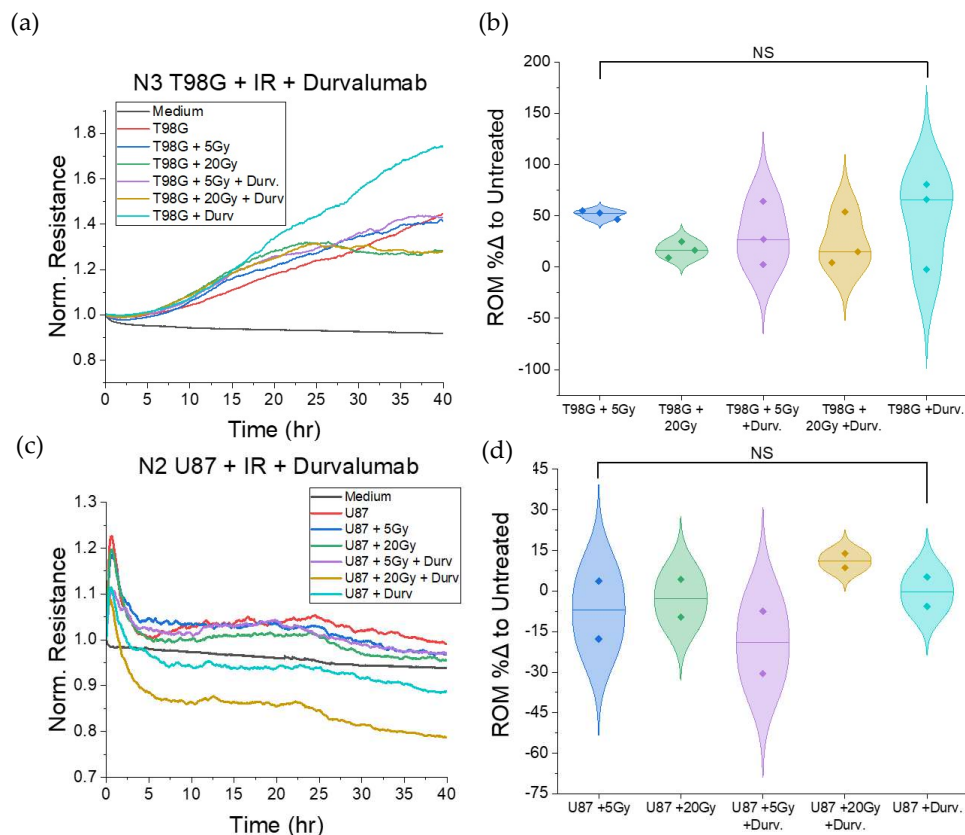 (a)
N3 T98G + IR + Durvalumab
Medium
T98G
T98G + 5Gy
T98G + 20Gy
T98G + 5Gy + Durv.
T98G + 20Gy + Durv
T98G + Durv
Norm. Resistance
1.8
1.6
1.4
1.2
1.0
0.8
0 5 10 15 20 25 30 35 40
Time (hr)
(b)
NS
ROM %Δ to Untreated
200
150
100
50
0
-50
-100
T98G + 5Gy T98G + T98G + 5Gy T98G + T98G +Durv.
20Gy +Durv. 20Gy +Durv.
(c)
N2 U87 + IR + Durvalumab
Medium
U87
U87 + 5Gy
U87 + 20Gy
U87 + 5Gy + Durv
U87 + 20Gy + Durv
U87 + Durv
Norm. Resistance
1.3
1.2
1.1
1.0
0.9
0.8
0.7
0 5 10 15 20 25 30 35 40
Time (hr)
(d)
NS
ROM %Δ to Untreated
45
30
15
0
-15
-30
-45
-60
-75
U87 +5Gy U87 +20Gy U87 +5Gy U87 +20Gy U87 +Durv.
+Durv. +Durv.